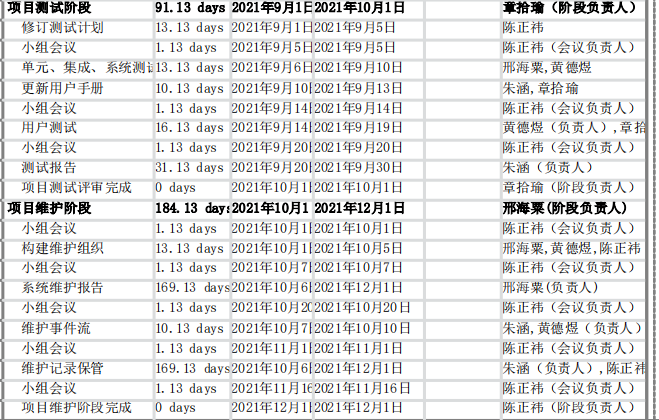 项目测试阶段 91.13 days 2021年9月1日 2021年10月1日 章拾瑜（阶段负责人）
修订测试计划 13.13 days 2021年9月1日 2021年9月5日 陈正祎
小组会议 1.13 days 2021年9月5日 2021年9月5日 陈正祎（会议负责人）
单元、集成、系统测试 13.13 days 2021年9月6日 2021年9月10日 邢海粟,黄德煜
更新用户手册 10.13 days 2021年9月10 2021年9月13日 朱涵,章拾瑜
小组会议 1.13 days 2021年9月14 2021年9月14日 陈正祎（会议负责人）
用户测试 16.13 days 2021年9月14 2021年9月19日 黄德煜（负责人）,章拾
小组会议 1.13 days 2021年9月20 2021年9月20日 陈正祎（会议负责人）
测试报告 31.13 days 2021年9月20 2021年9月30日 朱涵（负责人）
项目测试评审完成 0 days 2021年10月1 2021年10月1日 章拾瑜（阶段负责人）
项目维护阶段 184.13 days 2021年10月1 2021年12月1日 邢海粟(阶段负责人)
小组会议 1.13 days 2021年10月1 2021年10月1日 陈正祎（会议负责人）
构建维护组织 13.13 days 2021年10月1 2021年10月5日 邢海粟,黄德煜,陈正祎
小组会议 1.13 days 2021年10月7 2021年10月7日 陈正祎（会议负责人）
系统维护报告 169.13 days 2021年10月6 2021年12月1日 邢海粟(负责人)
小组会议 1.13 days 2021年10月20 2021年10月20日 陈正祎（会议负责人）
维护事件流 10.13 days 2021年10月7 2021年10月10日 朱涵,黄德煜（负责人）
小组会议 1.13 days 2021年11月1 2021年11月1日 陈正祎（会议负责人）
维护记录保管 169.13 days 2021年10月6 2021年12月1日 朱涵（负责人）,陈正祎
小组会议 1.13 days 2021年11月16 2021年11月16日 陈正祎（会议负责人）
项目维护阶段完成 0 days 2021年12月1 2021年12月1日 陈正祎（阶段负责人）